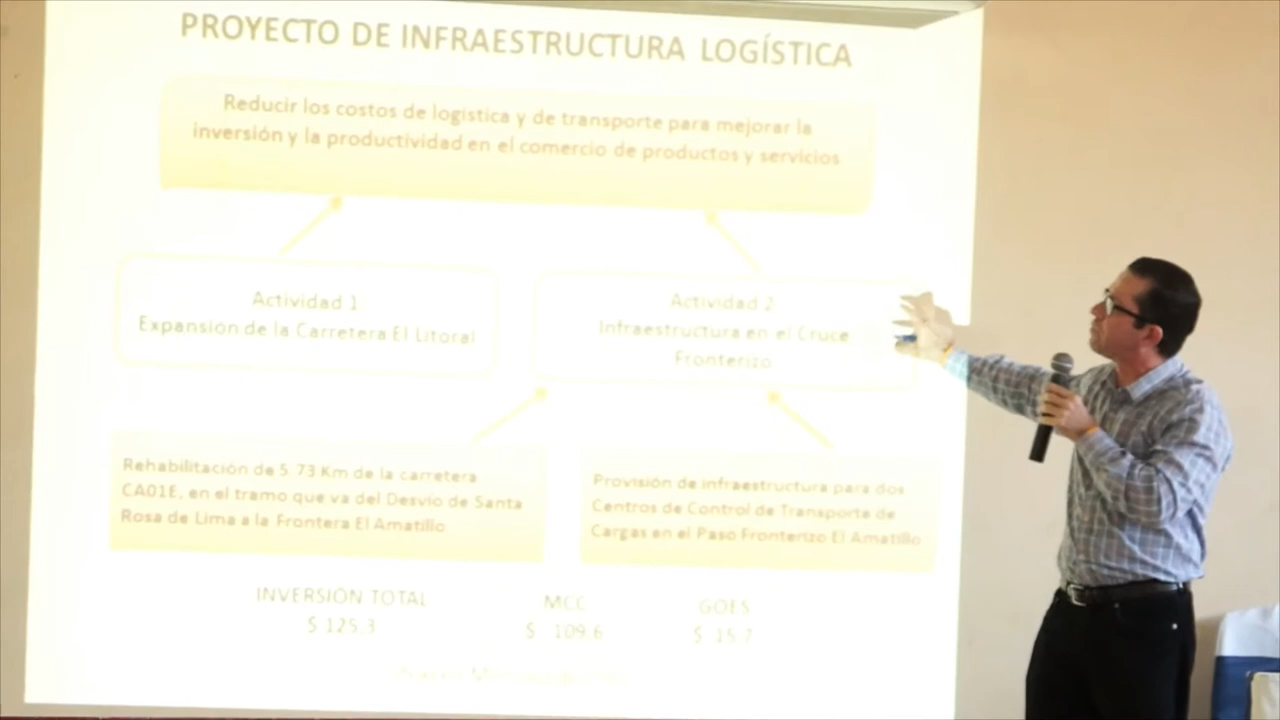 PROYECTO DE INFRAESTRUCTURA LOGÍSTICA
Reducir los costos de logística y de transporte para mejorar la
inversión y la productividad en el comercio de productos y servicios
Actividad 1
Expansión de la Carretera El Litoral
Actividad 2
Infraestructura en el Cruce
Fronterizo
Rehabilitación de 5.73 Km de la carretera
CA01E, en el tramo que va del Desvio de Santa
Rosa de Lima a la Frontera El Amatillo
Provisión de infraestructura para dos
Centros de Control de Transporte de
Cargas en el Paso Fronterizo El Amatillo
INVERSION TOTAL MCC GOES
$ 125.3 $ 109.6 $ 15.7